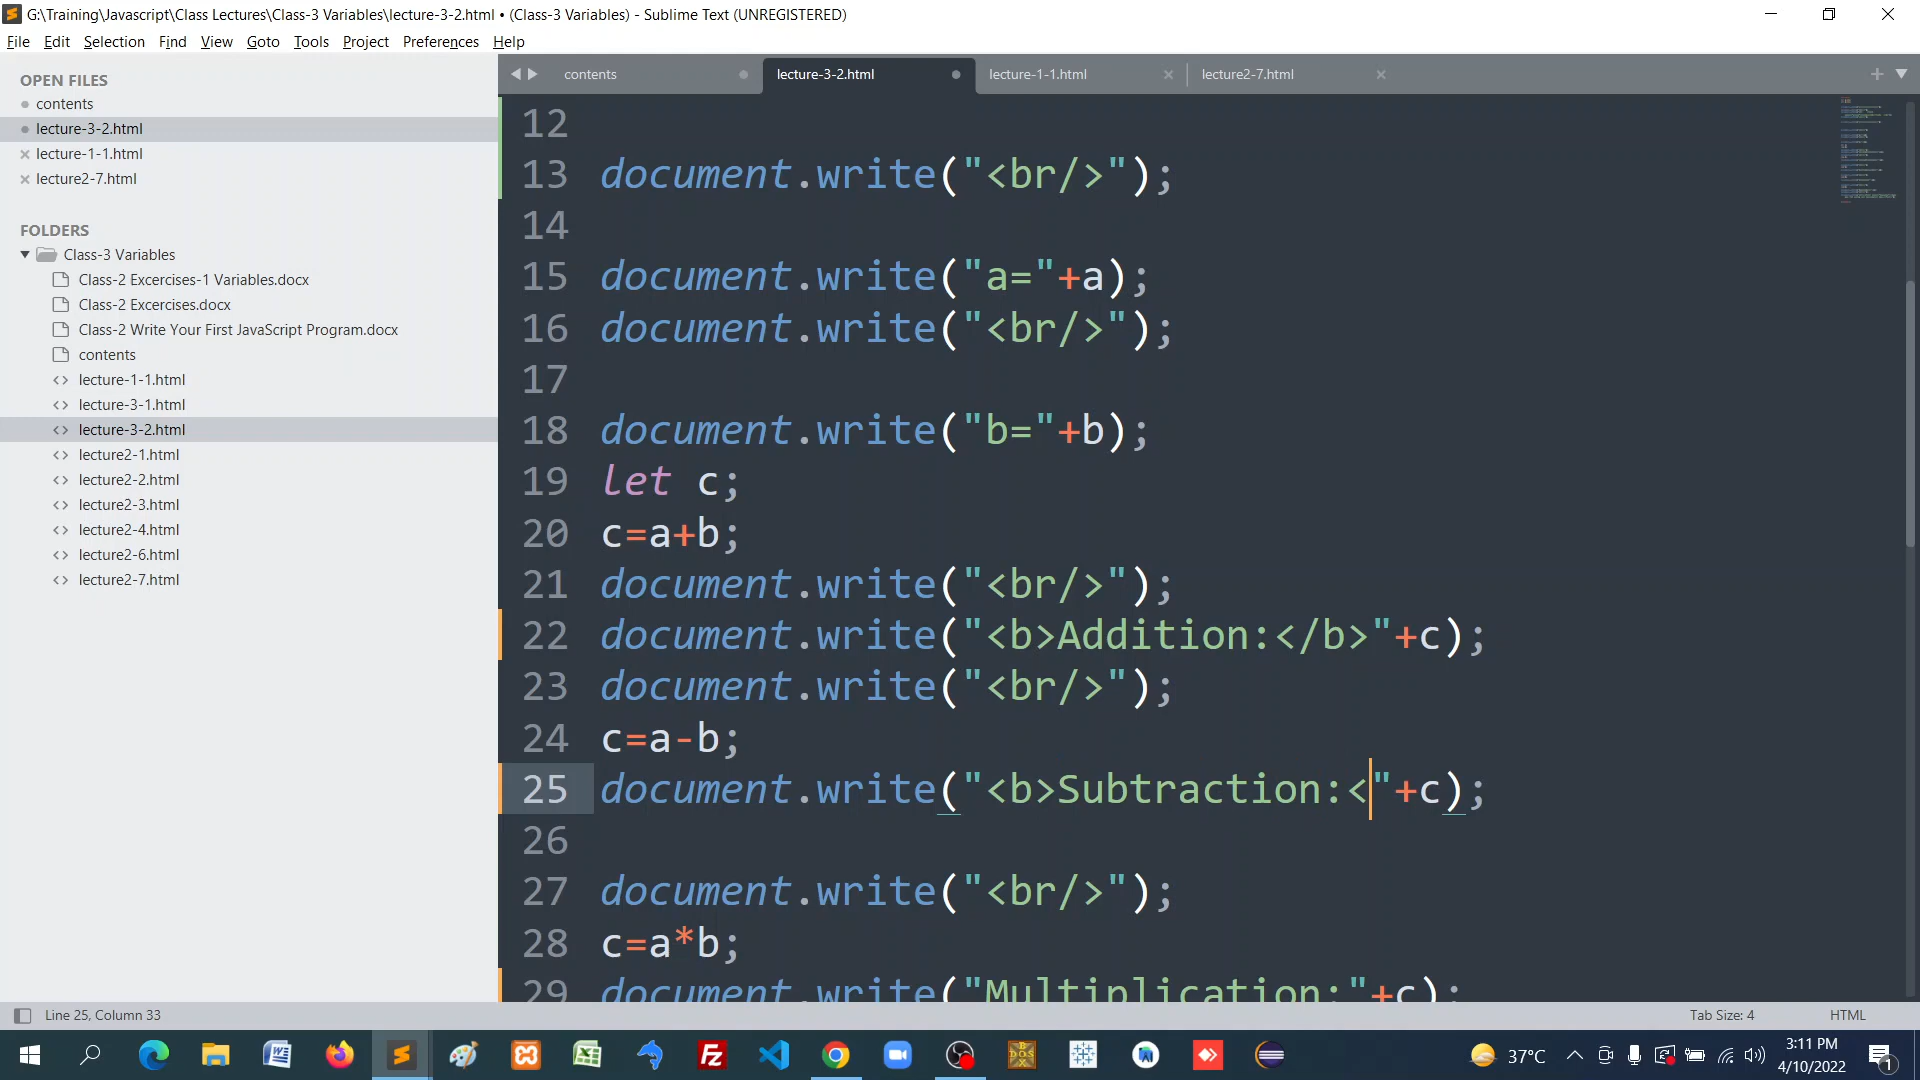 G:\Training\Javascript\Class Lectures\Class-3 Variables\lecture-3-2.html • (Class-3 Variables) - Sublime Text (UNREGISTERED)
File Edit Selection Find View Goto Tools Project Preferences Help
OPEN FILES
contents
lecture-3-2.html
lecture-1-1.html
lecture2-7.html
FOLDERS
Class-3 Variables
Class-2 Excercises-1 Variables.docx
Class-2 Excercises.docx
Class-2 Write Your First JavaScript Program.docx
contents
lecture-1-1.html
lecture-3-1.html
lecture-3-2.html
lecture2-1.html
lecture2-2.html
lecture2-3.html
lecture2-4.html
lecture2-6.html
lecture2-7.html
contents lecture-3-2.html lecture-1-1.html lecture2-7.html
12
13 document.write("<br/>");
14
15 document.write("a="+a);
16 document.write("<br/>");
17
18 document.write("b="+b);
19 let c;
20 c=a+b;
21 document.write("<br/>");
22 document.write("<b>Addition:</b>"+c);
23 document.write("<br/>");
24 c=a-b;
25 document.write("<b>Subtraction:<"+c);
26
27 document.write("<br/>");
28 c=a*b;
29 document.write("Multiplication:"+c);
Line 25, Column 33 Tab Size: 4 HTML
37°C
3:11 PM
4/10/2022
1